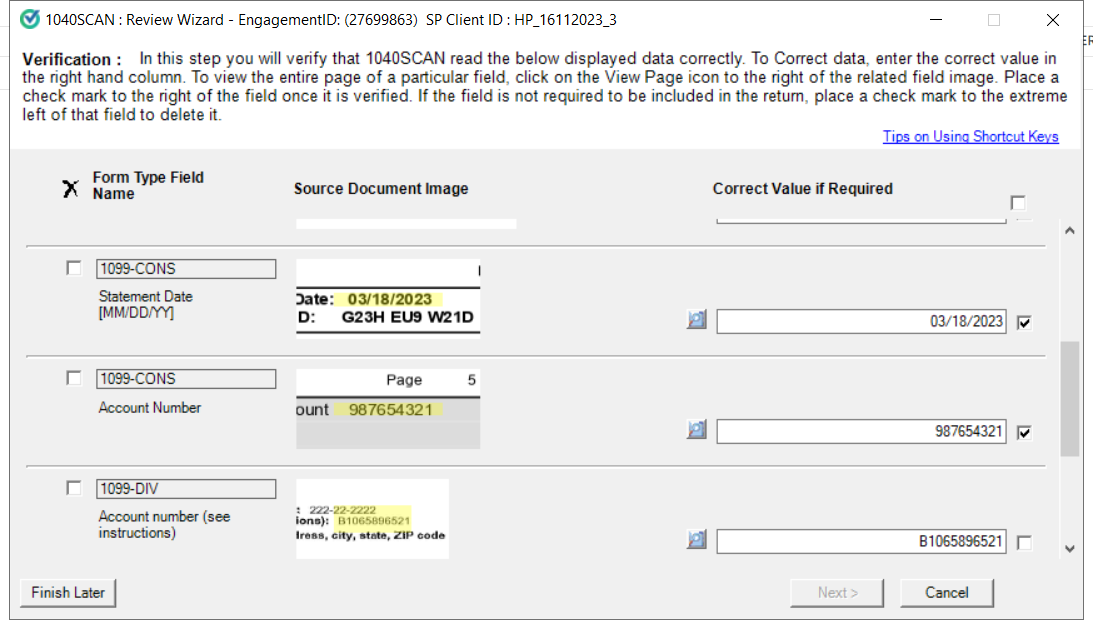 1040SCAN : Review Wizard - EngagementID: (27699863)  SP Client ID : HP_16112023_3
Verification :  In this step you will verify that 1040SCAN read the below displayed data correctly. To Correct data, enter the correct value in
the right hand column. To view the entire page of a particular field, click on the View Page icon to the right of the related field image. Place a
check mark to the right of the field once it is verified. If the field is not required to be included in the return, place a check mark to the extreme
left of that field to delete it.
Tips on Using Shortcut Keys
Form Type Field
Name
Source Document Image
Correct Value if Required
1099-CONS
Statement Date
[MM/DD/YY]
Date: 03/18/2023
D: G23H EU9 W21D
03/18/2023
1099-CONS
Account Number
Page 5
ount 987654321
987654321
1099-DIV
Account number (see
instructions)
: 222-22-2222
ions): B1065896521
dress, city, state, ZIP code
B1065896521
Finish Later
Next >
Cancel